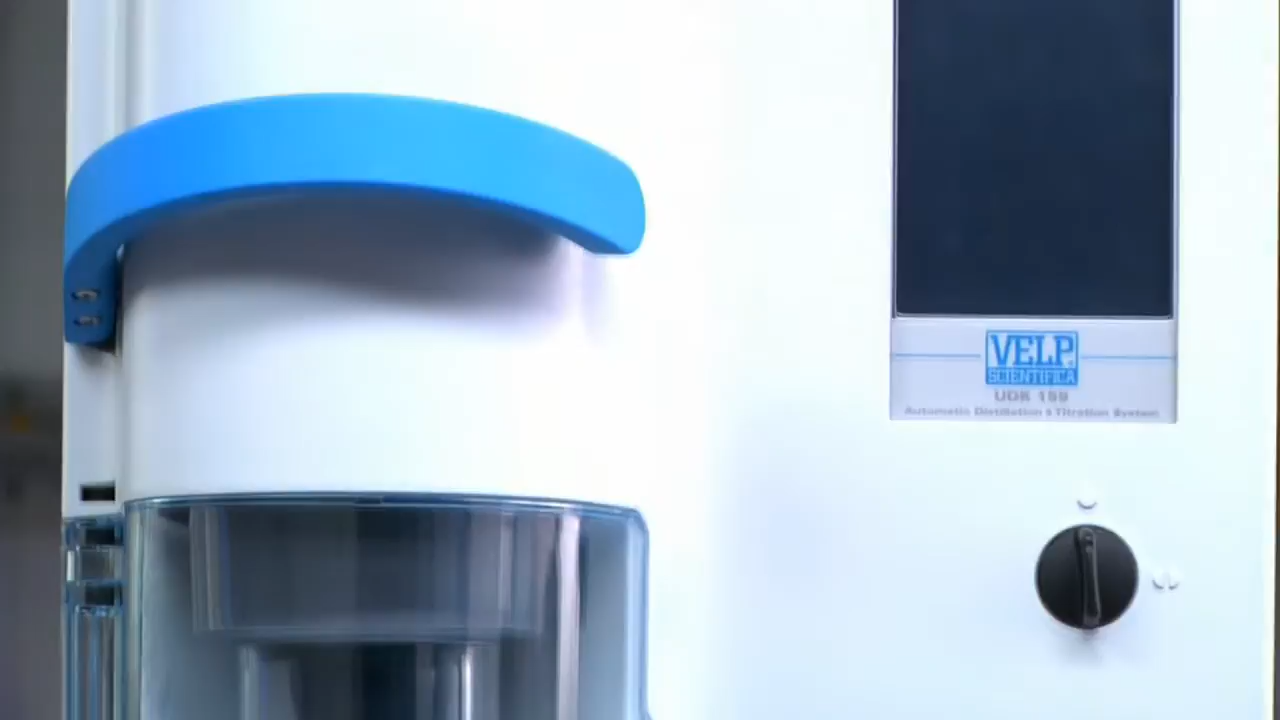 VELP
SCIENTIFICA
UDK 159
Automatic Distillation & Titration System